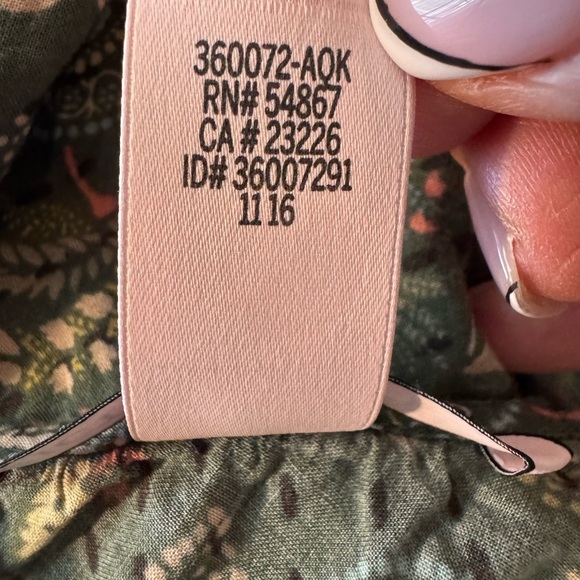 360072-AQK
RN# 54867
CA # 23226
ID# 36007291
11 16